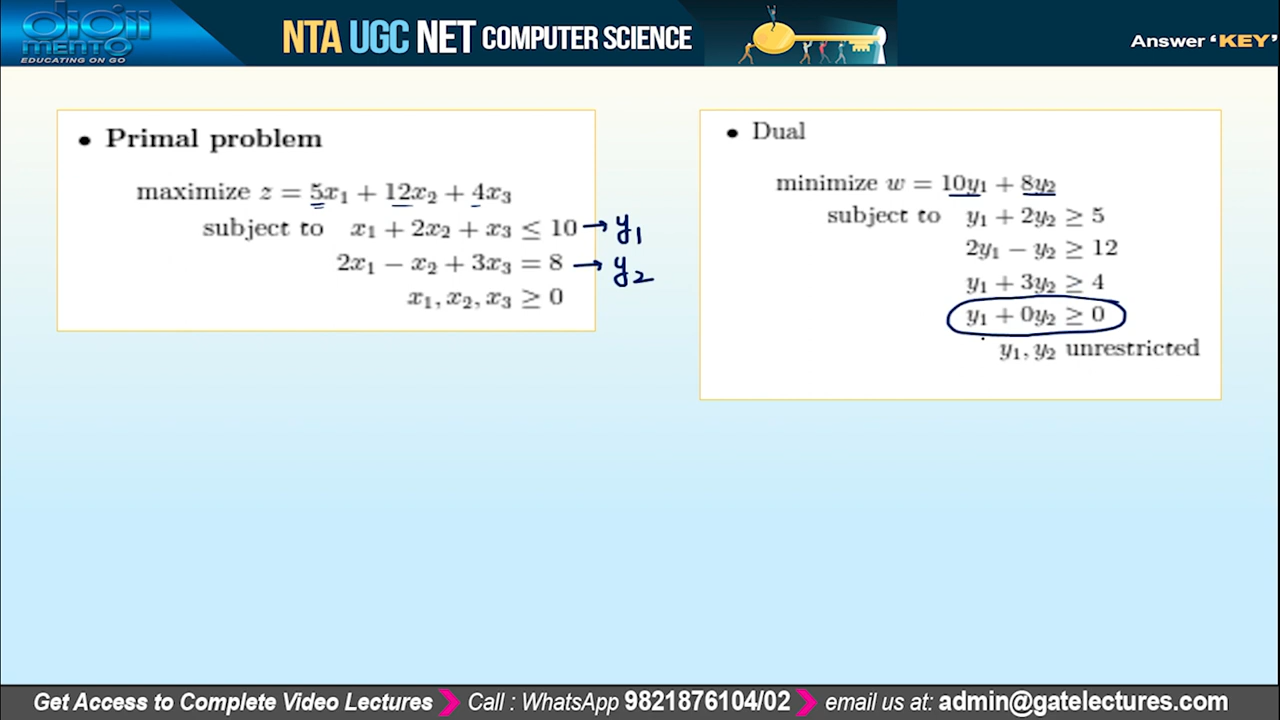 diğii
MENTO
EDUCATING ON GO
NTA UGC NET COMPUTER SCIENCE
Answer ‘KEY’
• Primal problem
maximize z = 5x₁ + 12x₂ + 4x₃
subject to x₁ + 2x₂ + x₃ ≤ 10 → y₁
2x₁ − x₂ + 3x₃ = 8 → y₂
x₁, x₂, x₃ ≥ 0
• Dual
minimize w = 10y₁ + 8y₂
subject to y₁ + 2y₂ ≥ 5
2y₁ − y₂ ≥ 12
y₁ + 3y₂ ≥ 4
y₁ + 0y₂ ≥ 0
y₁, y₂ unrestricted
Get Access to Complete Video Lectures Call : WhatsApp 9821876104/02 email us at: admin@gatelectures.com